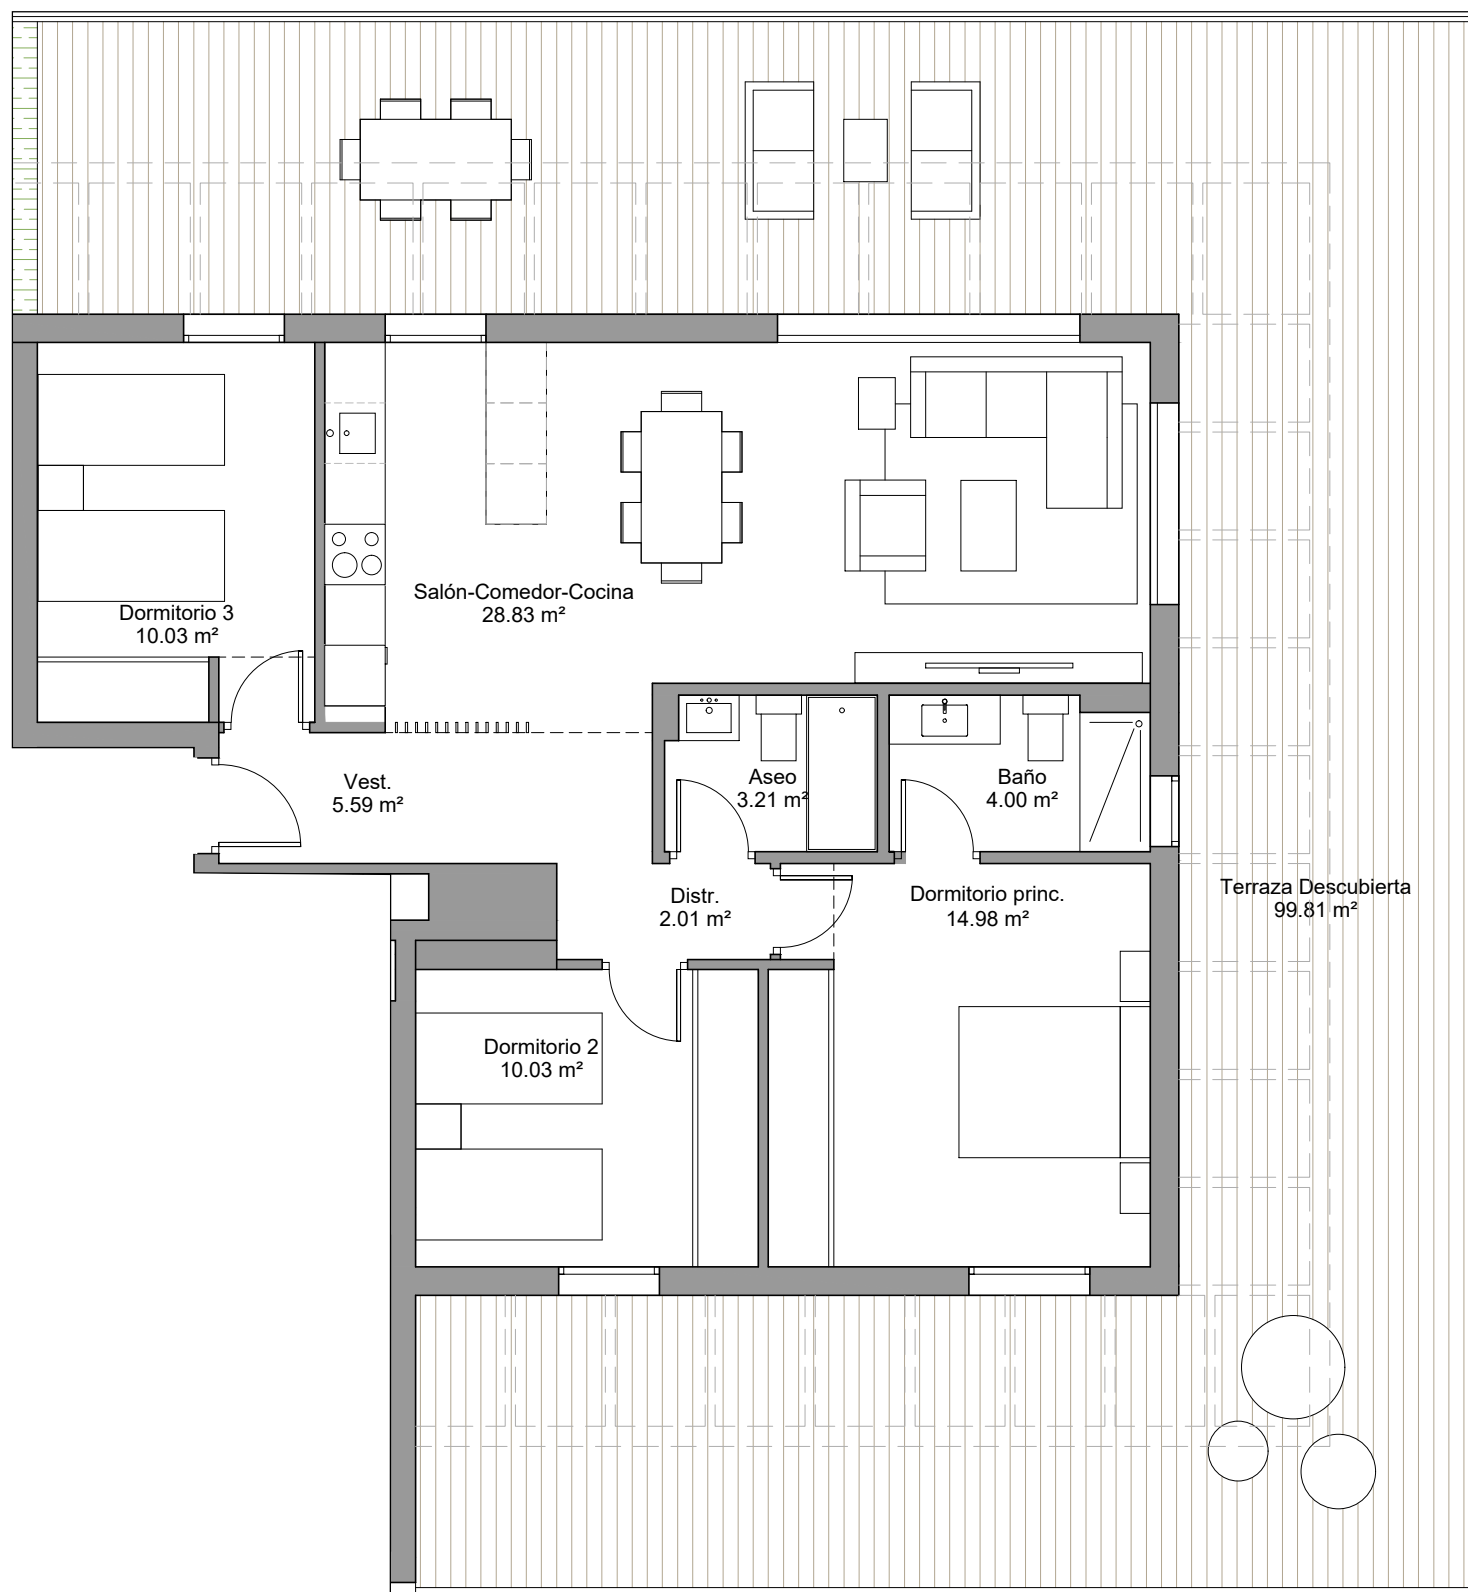 Salón-Comedor-Cocina
28.83 m²
Dormitorio 3
10.03 m²
Vest.
5.59 m²
Aseo
3.21 m²
Baño
4.00 m²
Distr.
2.01 m²
Dormitorio princ.
14.98 m²
Terraza Descubierta
99.81 m²
Dormitorio 2
10.03 m²